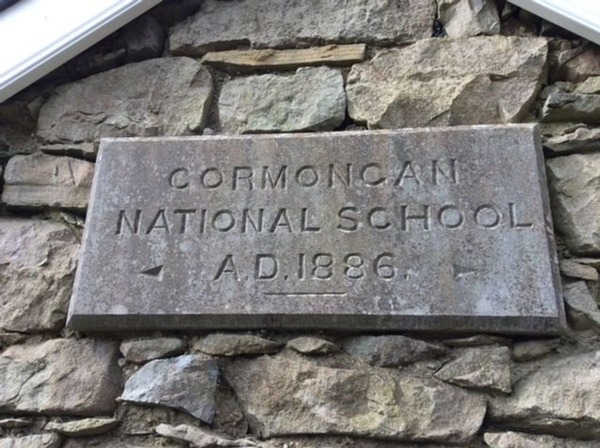 CORMONGAN
NATIONAL SCHOOL
A.D. 1886.